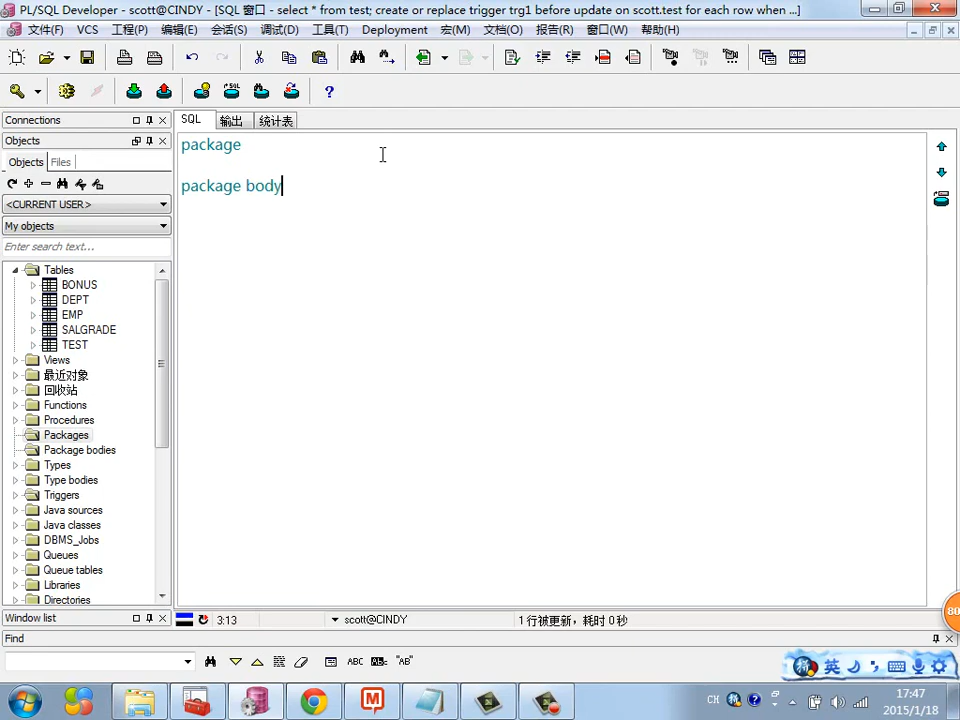 PL/SQL Developer - scott@CINDY - [SQL 窗口 - select * from test; create or replace trigger trg1 before update on scott.test for each row when ...]
文件(F) VCS 工程(P) 编辑(E) 会话(S) 调试(D) 工具(T) Deployment 宏(M) 文档(O) 报告(R) 窗口(W) 帮助(H)
Connections
Objects
Objects Files
<CURRENT USER>
My objects
Enter search text...
Tables
BONUS
DEPT
EMP
SALGRADE
TEST
Views
最近对象
回收站
Functions
Procedures
Packages
Package bodies
Types
Type bodies
Triggers
Java sources
Java classes
DBMS_Jobs
Queues
Queue tables
Libraries
Directories
Window list
SQL 输出 统计表
package
package body
80
3:13 scott@CINDY 1 行被更新，耗时 0 秒
Find
ABC ABc "AB"
英
CH
17:47
2015/1/18